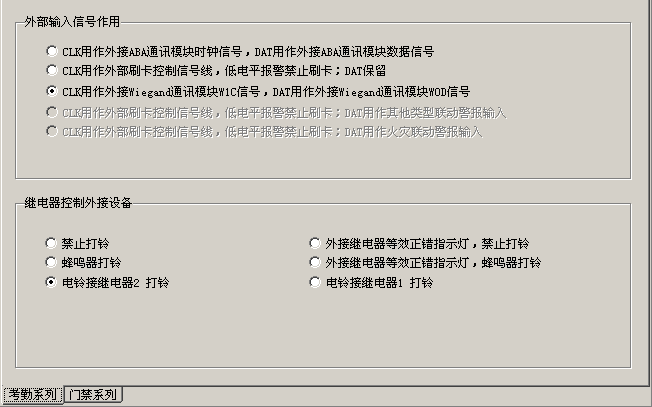 外部输入信号作用
CLK用作外接ABA通讯模块时钟信号，DAT用作外接ABA通讯模块数据信号
CLK用作外部刷卡控制信号线，低电平报警禁止刷卡；DAT保留
CLK用作外接Wiegand通讯模块W1C信号，DAT用作外接Wiegand通讯模块WOD信号
CLK用作外部刷卡控制信号线，低电平报警禁止刷卡；DAT用作其他类型联动警报输入
CLK用作外部刷卡控制信号线，低电平报警禁止刷卡；DAT用作火灾联动警报输入
继电器控制外接设备
禁止打铃
外接继电器等效正错指示灯，禁止打铃
蜂鸣器打铃
外接继电器等效正错指示灯，蜂鸣器打铃
电铃接继电器2 打铃
电铃接继电器1 打铃
考勤系列 门禁系列